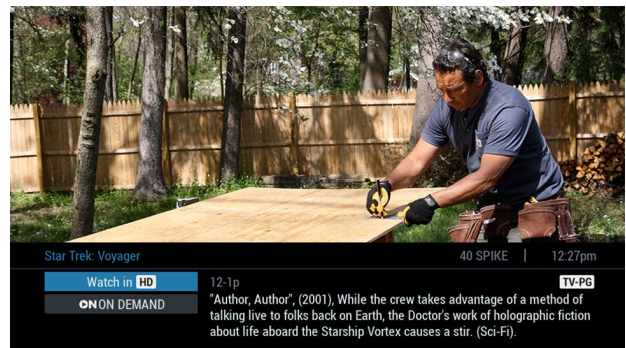 Star Trek: Voyager
40 SPIKE | 12:27pm
Watch in HD
12-1p
TV-PG
ON ON DEMAND
"Author, Author", (2001), While the crew takes advantage of a method of
talking live to folks back on Earth, the Doctor's work of holographic fiction
about life aboard the Starship Vortex causes a stir. (Sci-Fi).